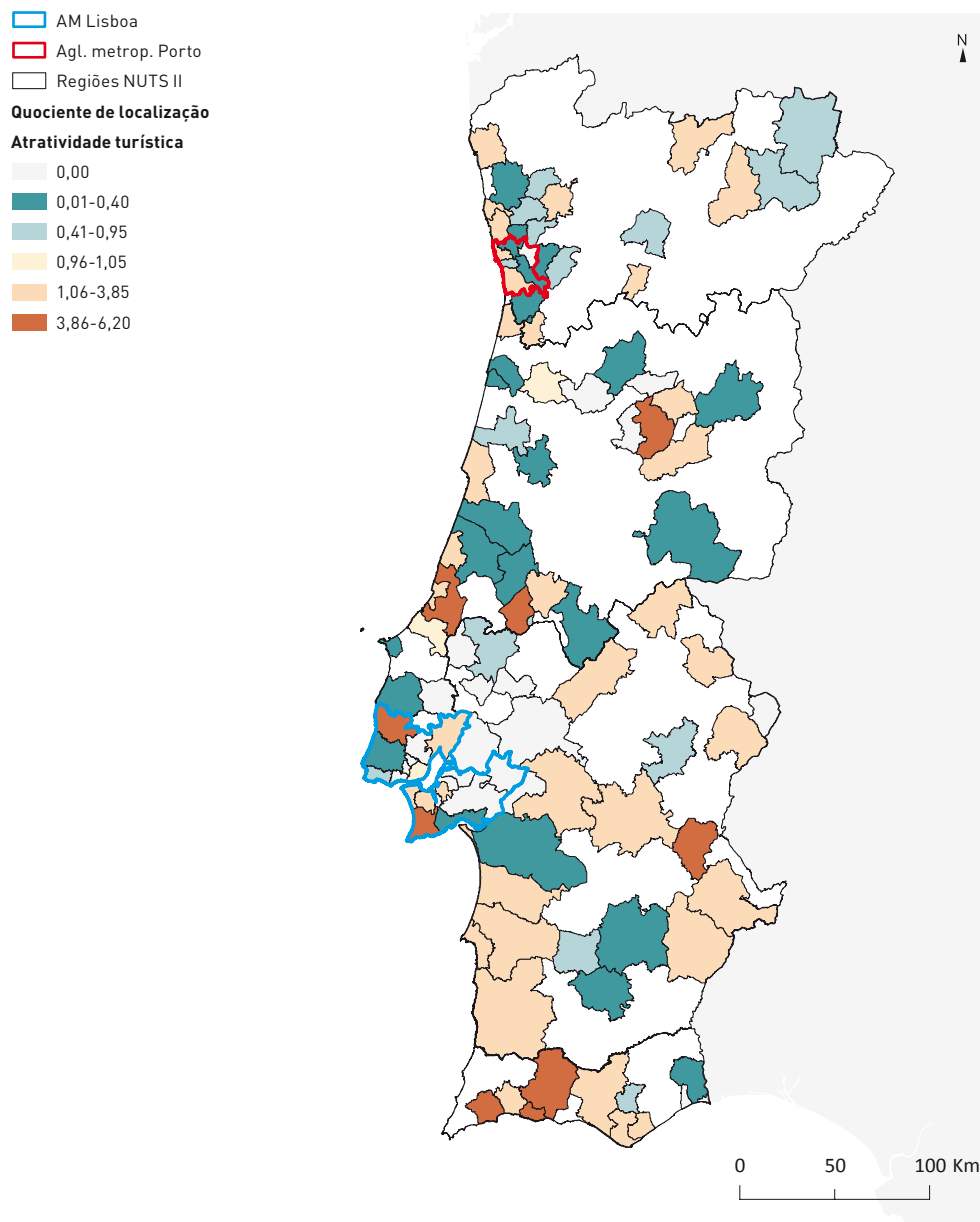 AM Lisboa
Agl. metrop. Porto
Regiões NUTS II
Quociente de localização
Atratividade turística
0,00
0,01-0,40
0,41-0,95
0,96-1,05
1,06-3,85
3,86-6,20
N
0 50 100 Km